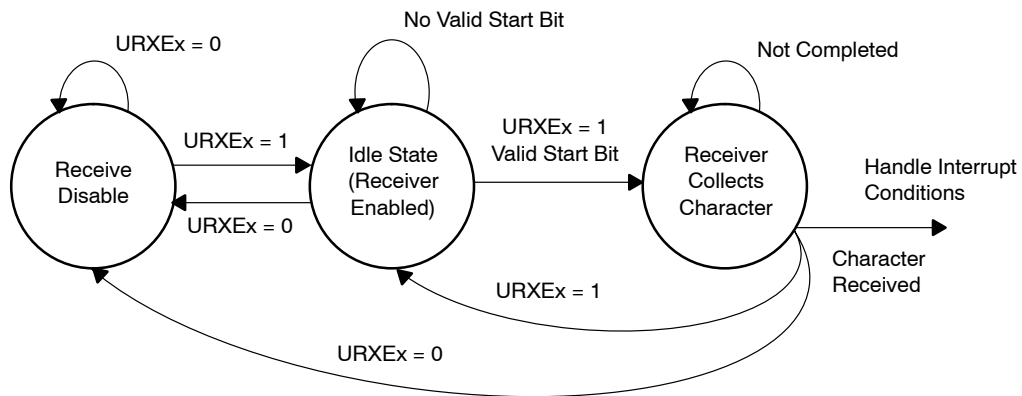 No Valid Start Bit
URXEx = 0
Not Completed
URXEx = 1
URXEx = 1
Valid Start Bit
Receive
Disable
Idle State
(Receiver
Enabled)
Receiver
Collects
Character
Handle Interrupt
Conditions
URXEx = 0
Character
Received
URXEx = 1
URXEx = 0